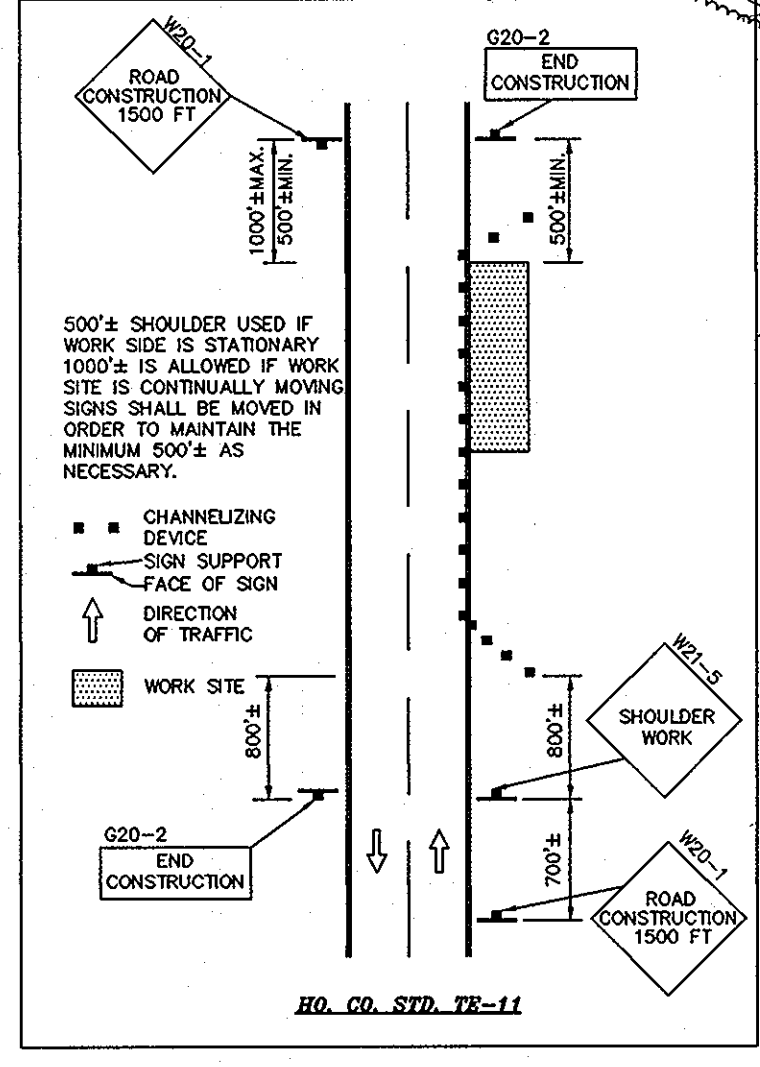 W20-1
ROAD
CONSTRUCTION
1500 FT
G20-2
END
CONSTRUCTION
1000'±MAX.
500'±MIN.
500'±MIN.
500'± SHOULDER USED IF
WORK SIDE IS STATIONARY
1000'± IS ALLOWED IF WORK
SITE IS CONTINUALLY MOVING
SIGNS SHALL BE MOVED IN
ORDER TO MAINTAIN THE
MINIMUM 500'± AS
NECESSARY.
CHANNELIZING
DEVICE
SIGN SUPPORT
FACE OF SIGN
DIRECTION
OF TRAFFIC
WORK SITE
800'±
800'±
W21-5
SHOULDER
WORK
G20-2
END
CONSTRUCTION
700'±
W20-1
ROAD
CONSTRUCTION
1500 FT
HO. CO. STD. TE-11